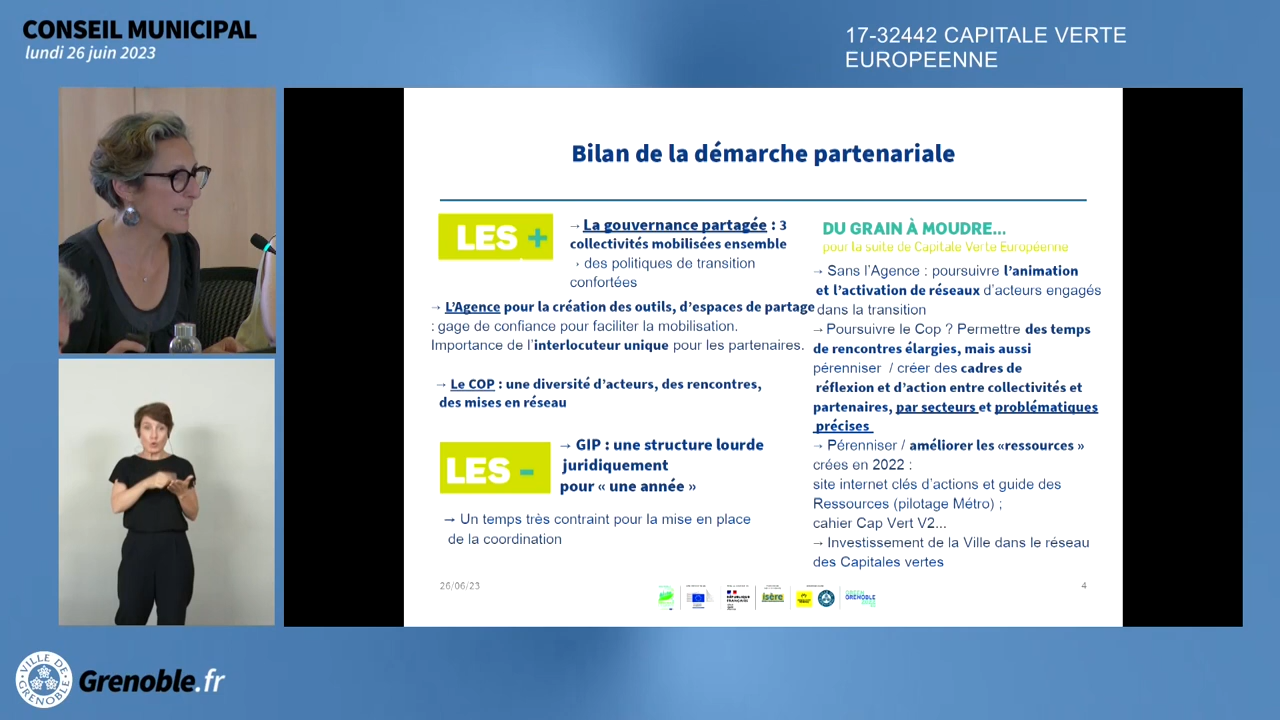 CONSEIL MUNICIPAL
lundi 26 juin 2023
17-32442 CAPITALE VERTE
EUROPEENNE
Bilan de la démarche partenariale
LES +
→ La gouvernance partagée : 3
collectivités mobilisées ensemble
→ des politiques de transition
confortées
→ L'Agence pour la création des outils, d'espaces de partage
: gage de confiance pour faciliter la mobilisation.
Importance de l'interlocuteur unique pour les partenaires.
→ Le COP : une diversité d'acteurs, des rencontres,
des mises en réseau
LES -
→ GIP : une structure lourde
juridiquement
pour « une année »
→ Un temps très contraint pour la mise en place
de la coordination
DU GRAIN À MOUDRE...
pour la suite de Capitale Verte Européenne
→ Sans l'Agence : poursuivre l'animation
et l'activation de réseaux d'acteurs engagés
dans la transition
→ Poursuivre le Cop ? Permettre des temps
de rencontres élargies, mais aussi
pérenniser / créer des cadres de
réflexion et d'action entre collectivités et
partenaires, par secteurs et problématiques
précises
→ Pérenniser / améliorer les «ressources »
crées en 2022 :
site internet clés d'actions et guide des
Ressources (pilotage Métro) ;
cahier Cap Vert V2...
→ Investissement de la Ville dans le réseau
des Capitales vertes
26/06/23
isère
GRENOBLE
4
VILLE DE GRENOBLE
Grenoble.fr